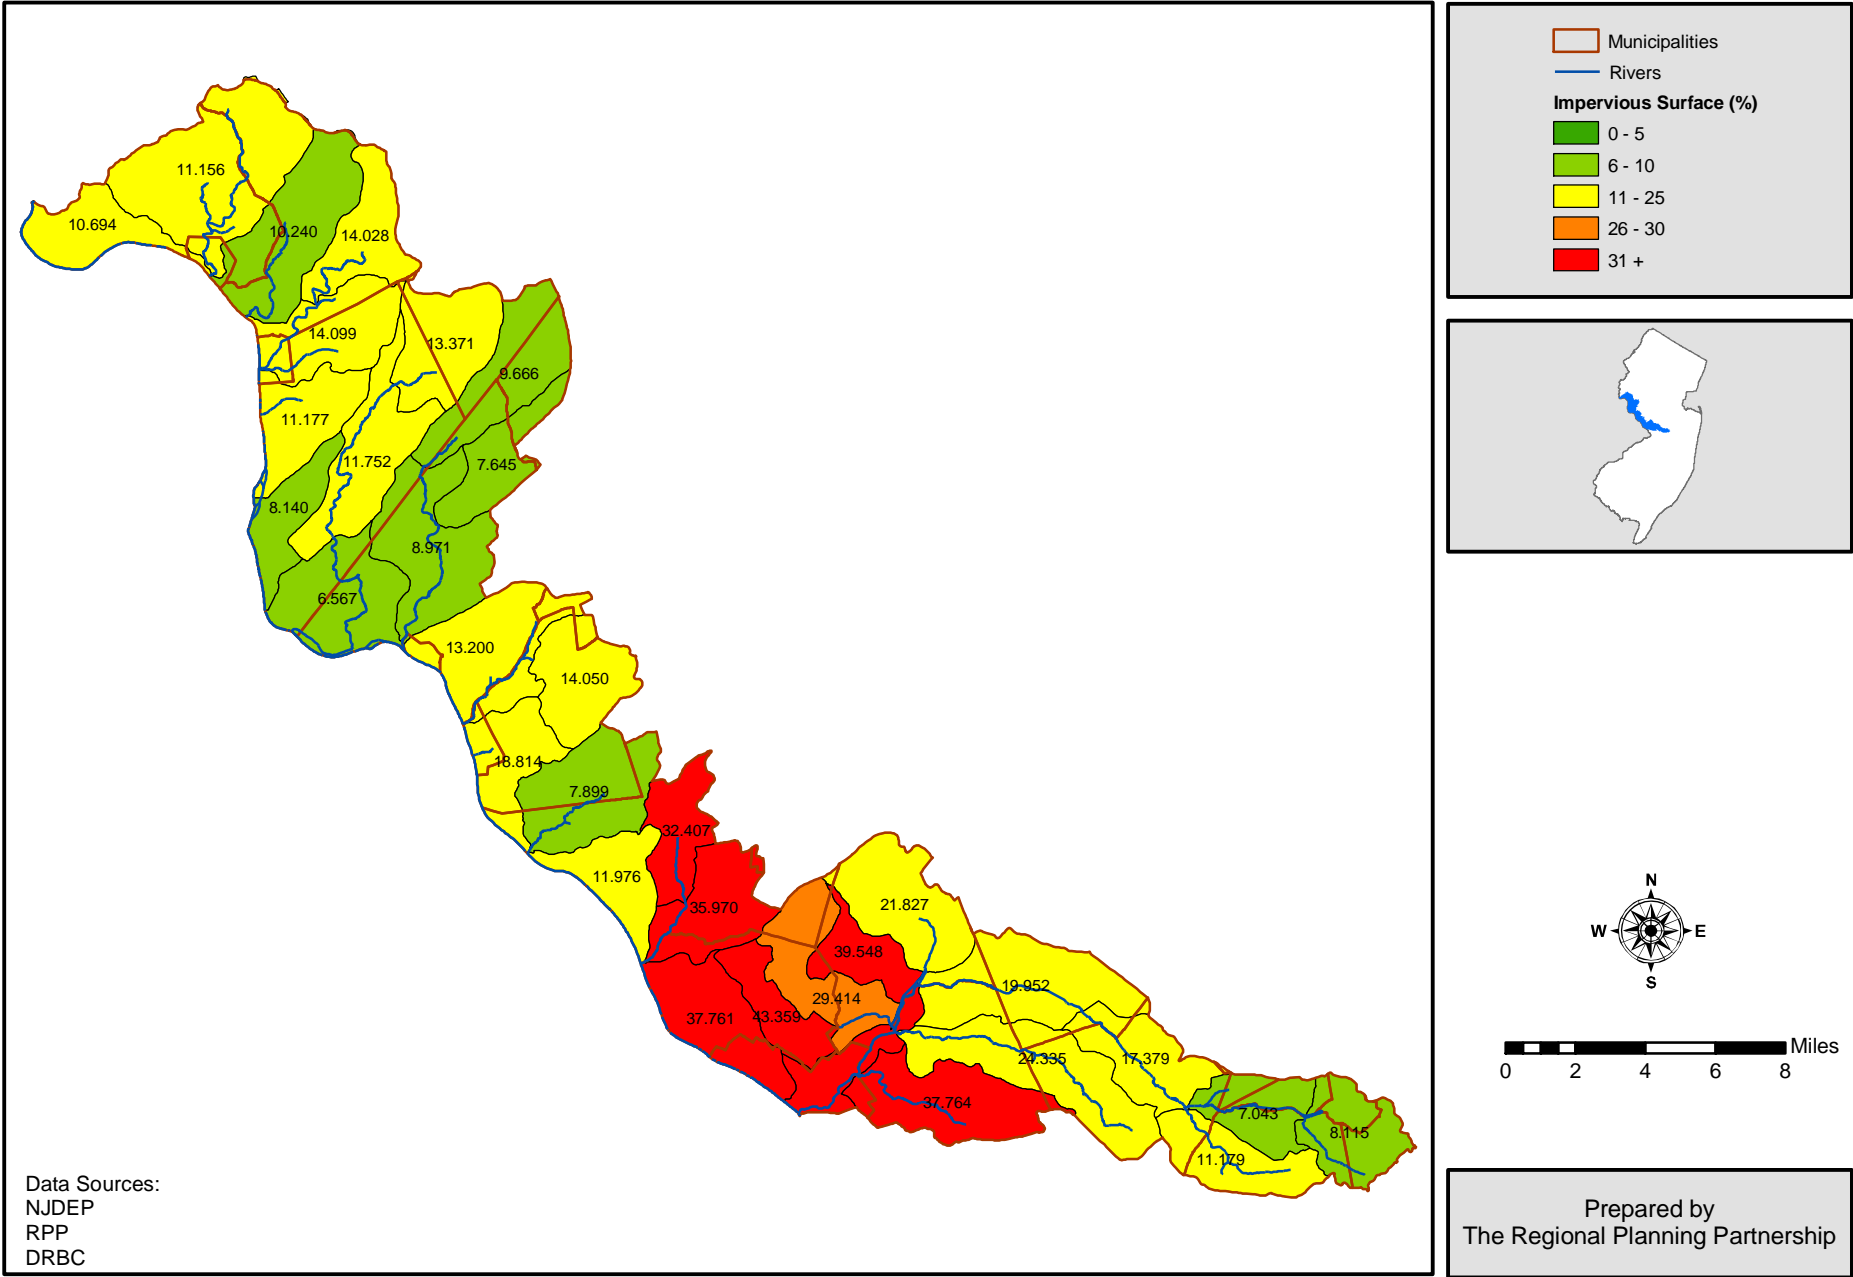 Municipalities
Rivers
Impervious Surface (%)
0 - 5
6 - 10
11 - 25
26 - 30
31 +
11.156
10.694
10.240
14.028
14.099
13.371
9.666
11.177
11.752
7.645
8.140
8.971
6.567
13.200
14.050
18.814
7.899
32.407
11.976
35.970
21.827
39.548
29.414
19.952
37.761
43.359
24.335
17.379
37.764
7.043
8.115
11.179
N
W
E
S
Miles
0
2
4
6
8
Data Sources:
NJDEP
RPP
DRBC
Prepared by
The Regional Planning Partnership